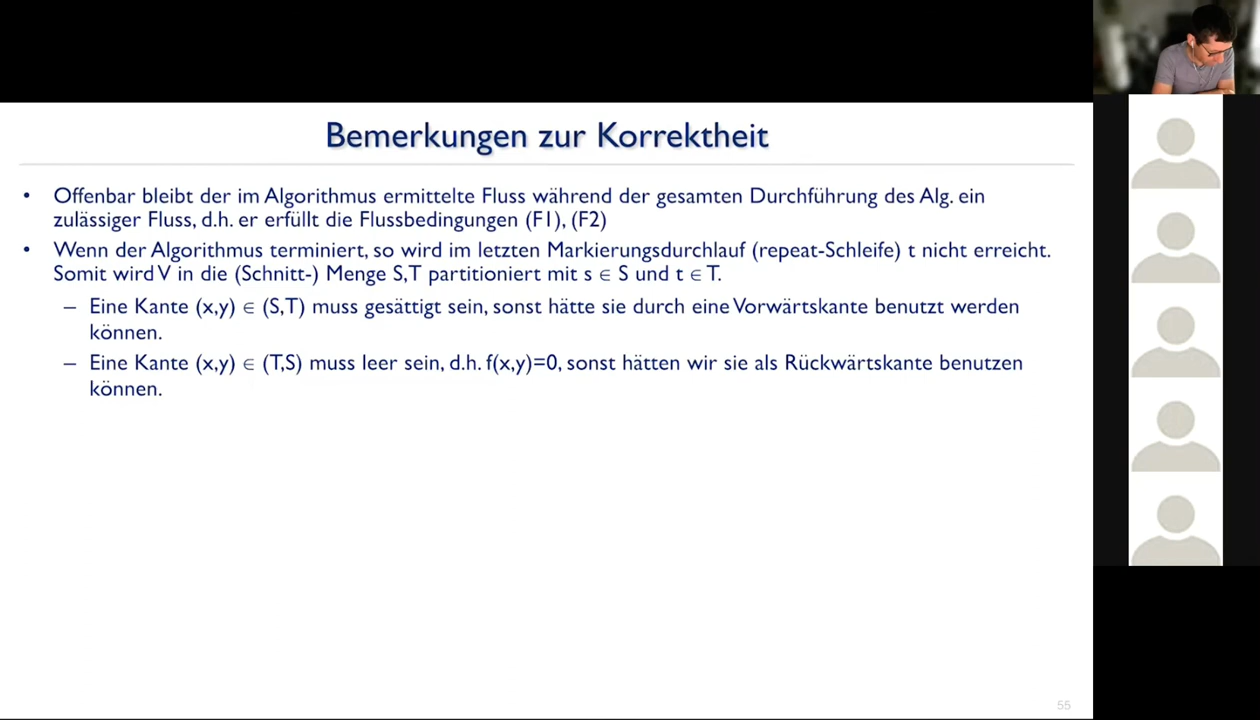 Bemerkungen zur Korrektheit
• Offenbar bleibt der im Algorithmus ermittelte Fluss während der gesamten Durchführung des Alg. ein
zulässiger Fluss, d.h. er erfüllt die Flussbedingungen (F1), (F2)
• Wenn der Algorithmus terminiert, so wird im letzten Markierungsdurchlauf (repeat-Schleife) t nicht erreicht.
Somit wird V in die (Schnitt-) Menge S,T partitioniert mit s ∈ S und t ∈ T.
– Eine Kante (x,y) ∈ (S,T) muss gesättigt sein, sonst hätte sie durch eine Vorwärtskante benutzt werden
können.
– Eine Kante (x,y) ∈ (T,S) muss leer sein, d.h. f(x,y)=0, sonst hätten wir sie als Rückwärtskante benutzen
können.
55